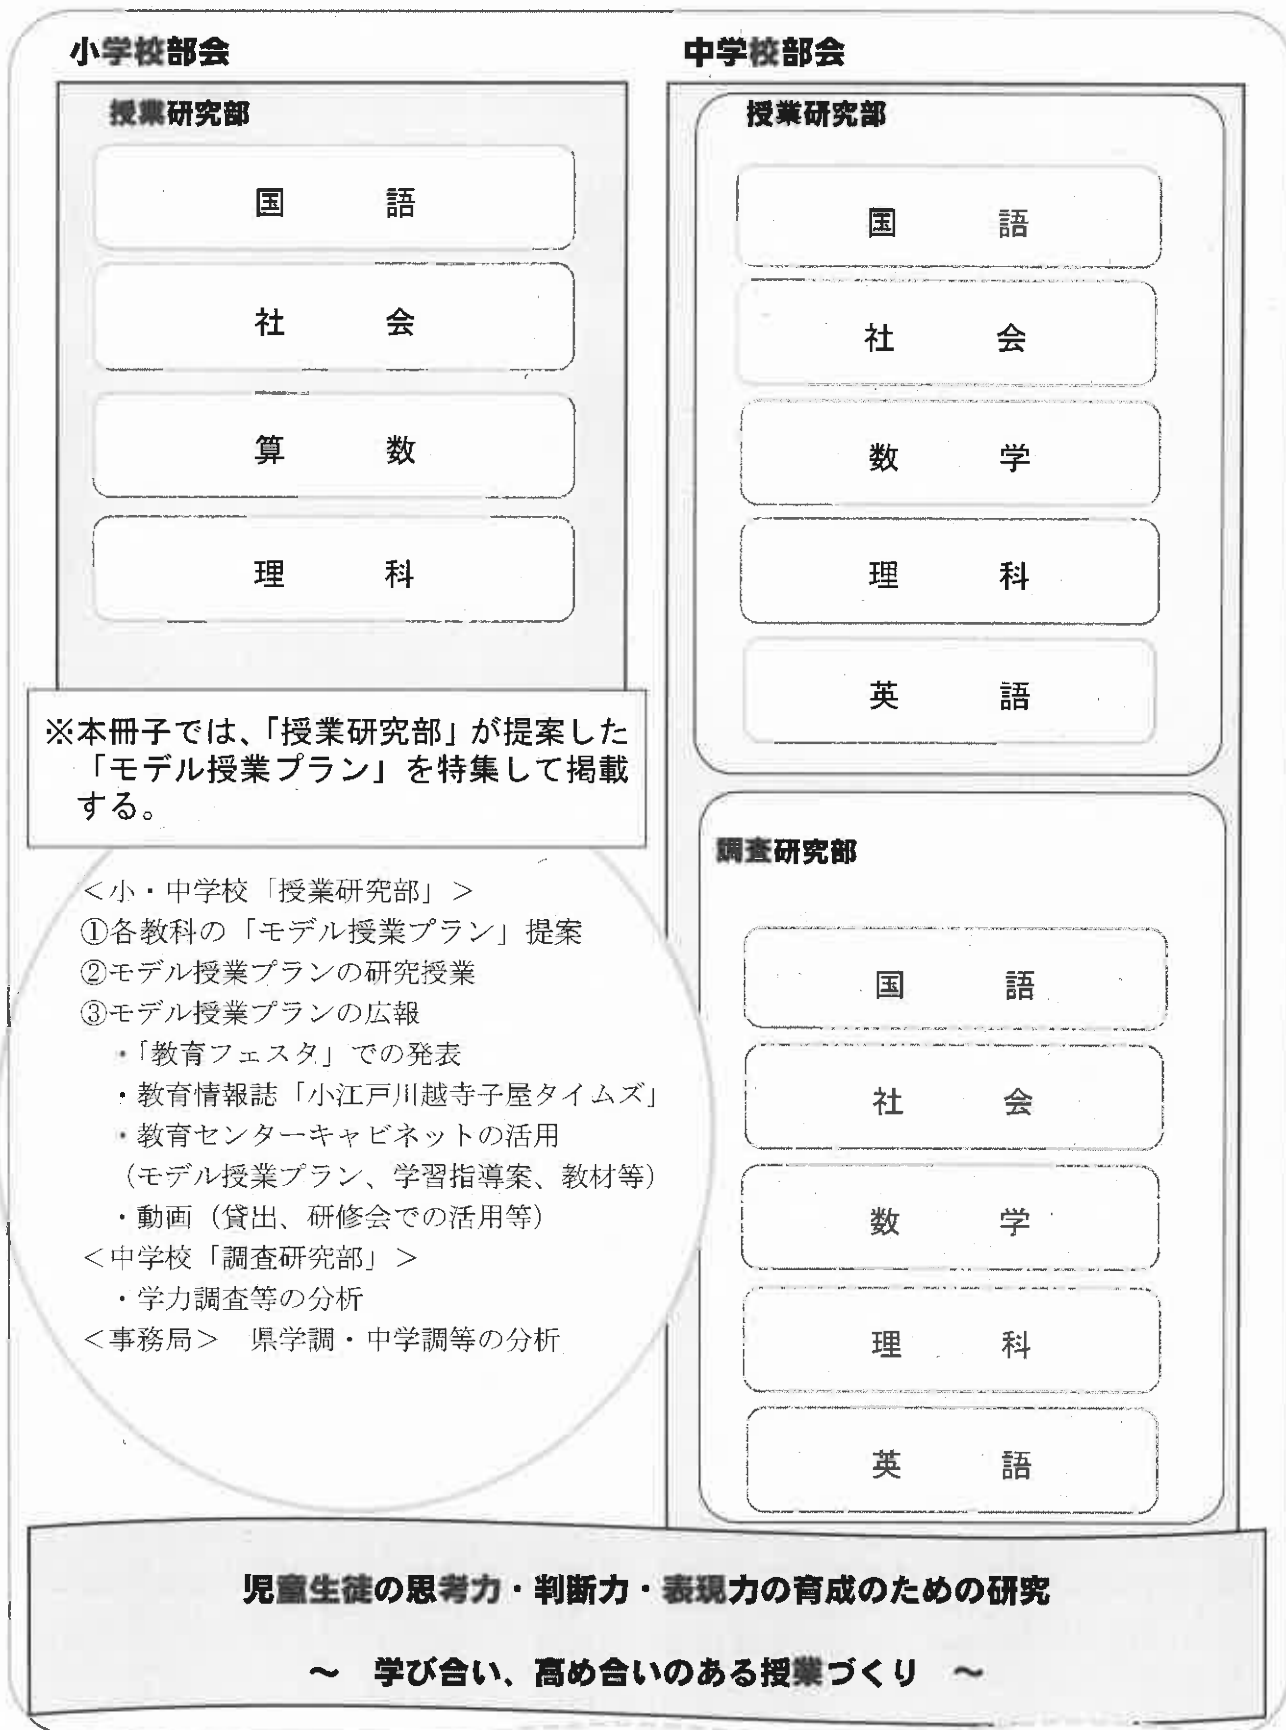 小学校部会
授業研究部
国　語
社　会
算　数
理　科
※本冊子では、「授業研究部」が提案した
「モデル授業プラン」を特集して掲載
する。
<小・中学校「授業研究部」>
①各教科の「モデル授業プラン」提案
②モデル授業プランの研究授業
③モデル授業プランの広報
・「教育フェスタ」での発表
・教育情報誌「小江戸川越寺子屋タイムズ」
・教育センターキャビネットの活用
（モデル授業プラン、学習指導案、教材等）
・動画（貸出、研修会での活用等）
<中学校「調査研究部」>
・学力調査等の分析
<事務局>　県学調・中学調等の分析
中学校部会
授業研究部
国　語
社　会
数　学
理　科
英　語
調査研究部
国　語
社　会
数　学
理　科
英　語
児童生徒の思考力・判断力・表現力の育成のための研究
～　学び合い、高め合いのある授業づくり　～